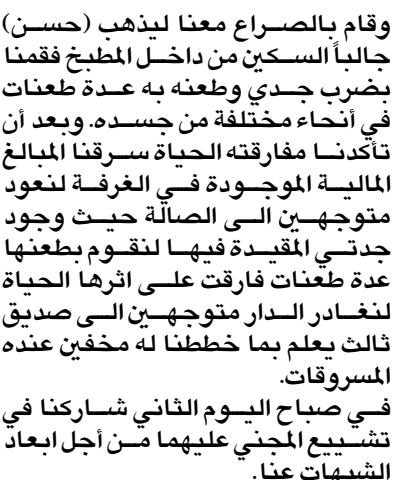 وقام بالصراع معنا ليذهب (حسن)
جالباً السكين من داخل المطبخ فقمنا
بضرب جدي وطعنه به عدة طعنات
في أنحاء مختلفة من جسده. وبعد أن
تأكدنا مفارقته الحياة سرقنا المبالغ
المالية الموجودة في الغرفة لنعود
متوجهين الى الصالة حيث وجود
جدتي المقيدة فيها لنقوم بطعنها
عدة طعنات فارقت على اثرها الحياة
لنغادر الدار متوجهين الى صديق
ثالث يعلم بما خططنا له مخفين عنده
المسروقات.
في صباح اليوم الثاني شاركنا في
تشييع المجني عليهما من أجل ابعاد
الشبهات عنا.